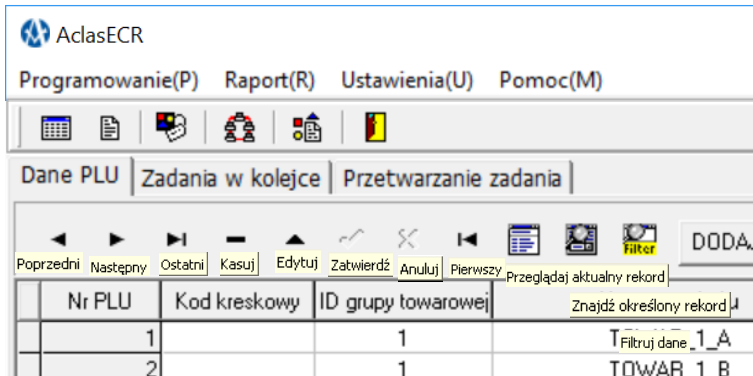 AclasECR
Programowanie(P) Raport(R) Ustawienia(U) Pomoc(M)
Dane PLU Zadania w kolejce Przetwarzanie zadania
Filter DODA
Poprzedni Następny Ostatni Kasuj Edytuj Zatwierdź Anuluj Pierwszy Przeglądaj aktualny rekord
Nr PLU Kod kreskowy ID grupy towarowej Znajdź określony rekord u
1 1 Filtruj dane _1_A
2 1 TOWAR_1_B